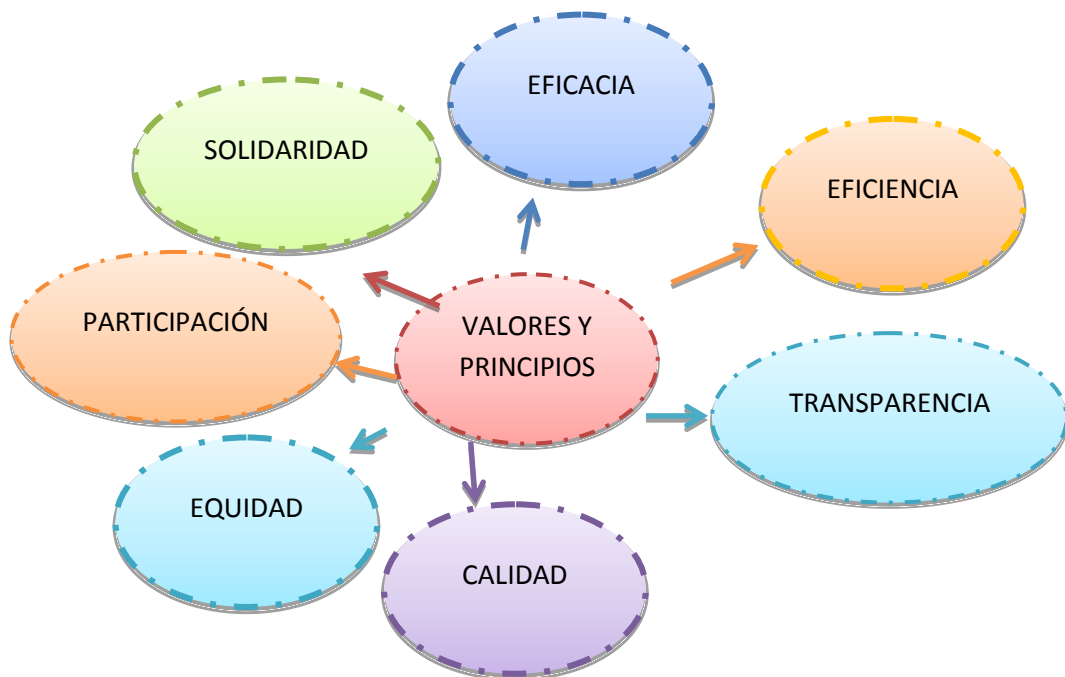 EFICACIA
SOLIDARIDAD
EFICIENCIA
PARTICIPACIÓN
VALORES Y
PRINCIPIOS
TRANSPARENCIA
EQUIDAD
CALIDAD